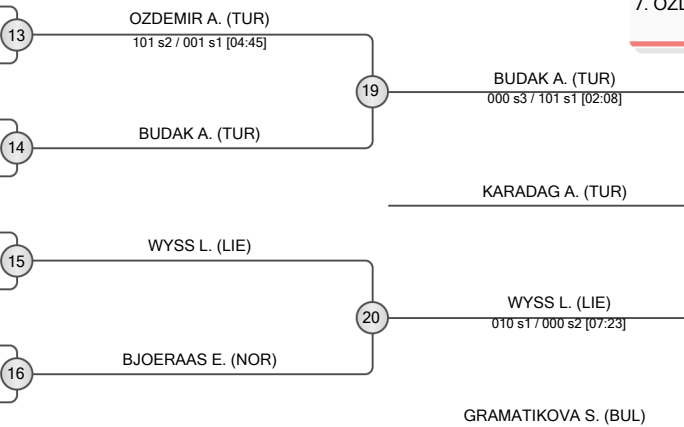 7. OZD
OZDEMIR A. (TUR)
13
101 s2 / 001 s1 [04:45]
19
BUDAK A. (TUR)
000 s3 / 101 s1 [02:08]
BUDAK A. (TUR)
14
KARADAG A. (TUR)
WYSS L. (LIE)
15
WYSS L. (LIE)
20
010 s1 / 000 s2 [07:23]
BJOERAAS E. (NOR)
16
GRAMATIKOVA S. (BUL)